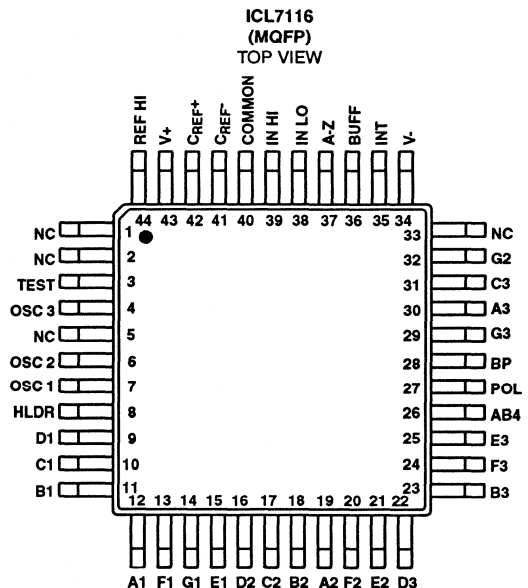 ICL7116
(MQFP)
TOP VIEW
REF HI
V+
CREF+
CREF-
COMMON
IN HI
IN LO
A-Z
BUFF
INT
V-
44 43 42 41 40 39 38 37 36 35 34
NC 1
NC 2
TEST 3
OSC 3 4
NC 5
OSC 2 6
OSC 1 7
HLDR 8
D1 9
C1 10
B1 11
33 NC
32 G2
31 C3
30 A3
29 G3
28 BP
27 POL
26 AB4
25 E3
24 F3
23 B3
12 13 14 15 16 17 18 19 20 21 22
A1 F1 G1 E1 D2 C2 B2 A2 F2 E2 D3